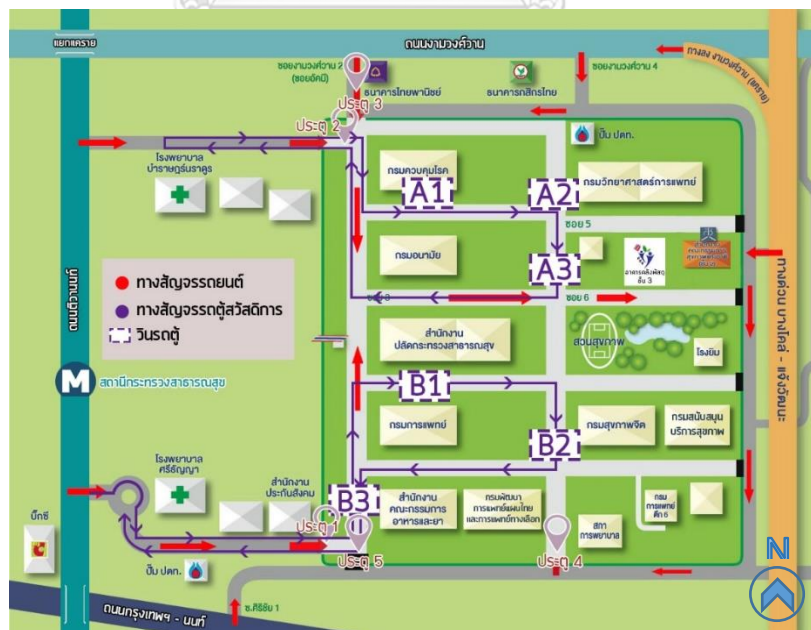 แยกแคราย
ถนนงามวงศ์วาน
ซอยงามวงศ์วาน 2
(ซอยอัคนี)
ธนาคารไทยพาณิชย์
ธนาคารกสิกรไทย
ซอยงามวงศ์วาน 4
ทางลง งามวงศ์วาน (แคราย)
ประตู 3
ประตู 2
ปั๊ม ปตท.
โรงพยาบาล
บำราศนราดูร
กรมควบคุมโรค
A1
A2
กรมวิทยาศาสตร์การแพทย์
ซอย 5
กรมอนามัย
A3
อาคารคลังพัสดุ
ชั้น 3
ถนนติวานนท์
ทางสัญจรรถยนต์
ทางสัญจรรถตู้สวัสดิการ
วินรถตู้
ซอย 3
ซอย 6
ทางด่วน บางโคล่ - แจ้งวัฒนะ
สำนักงาน
ปลัดกระทรวงสาธารณสุข
สวนสุขภาพ
โรงยิม
M
สถานีกระทรวงสาธารณสุข
B1
กรมการแพทย์
B2
กรมสุขภาพจิต
กรมสนับสนุน
บริการสุขภาพ
โรงพยาบาล
ศรีธัญญา
สำนักงาน
ประกันสังคม
B3
สำนักงาน
คณะกรรมการ
อาหารและยา
กรมพัฒนา
การแพทย์แผนไทย
และการแพทย์ทางเลือก
กรม
การแพทย์
ตึก 6
สภา
การพยาบาล
บิ๊กซี
ประตู 1
ปั๊ม ปตท.
ประตู 5
ประตู 4
N
ถนนกรุงเทพฯ - นนท์
ซ.ศิริชัย 1